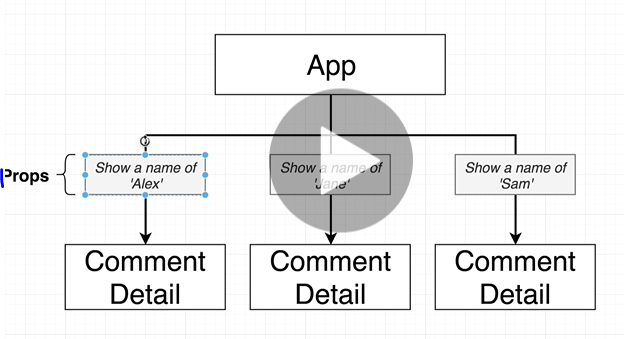 App
Props
Show a name of
'Alex'
Show a name of
'Jane'
Show a name of
'Sam'
Comment
Detail
Comment
Detail
Comment
Detail